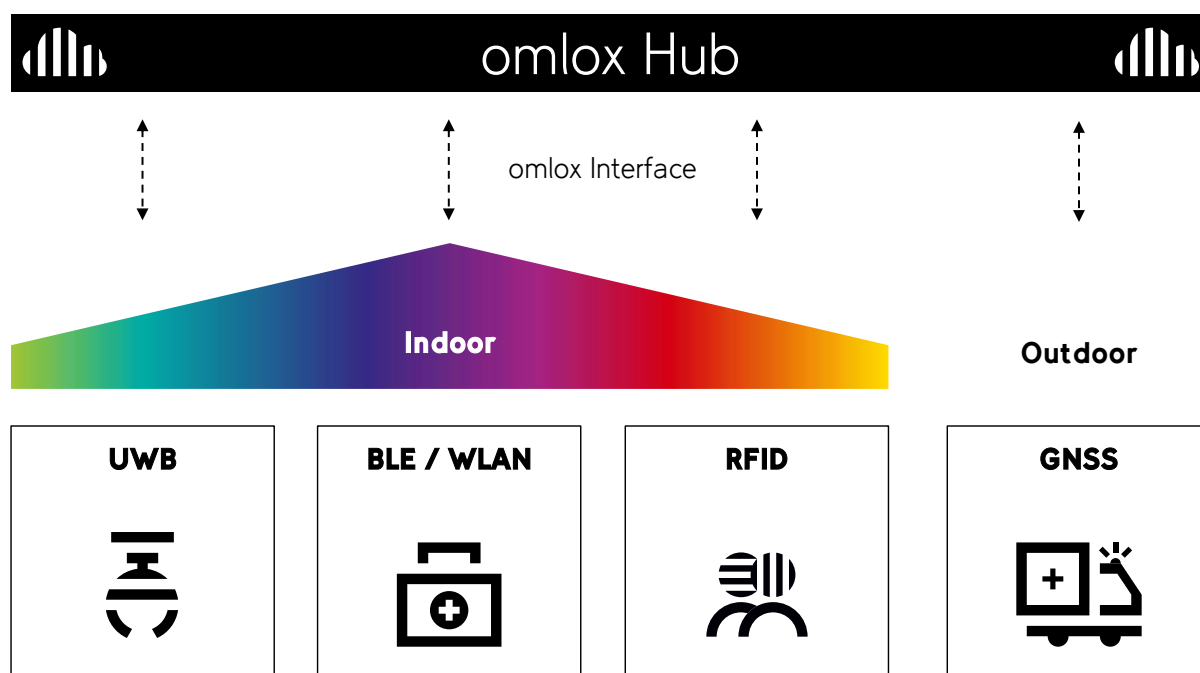 omlox Hub
omlox Interface
Indoor
Outdoor
UWB
BLE / WLAN
RFID
GNSS